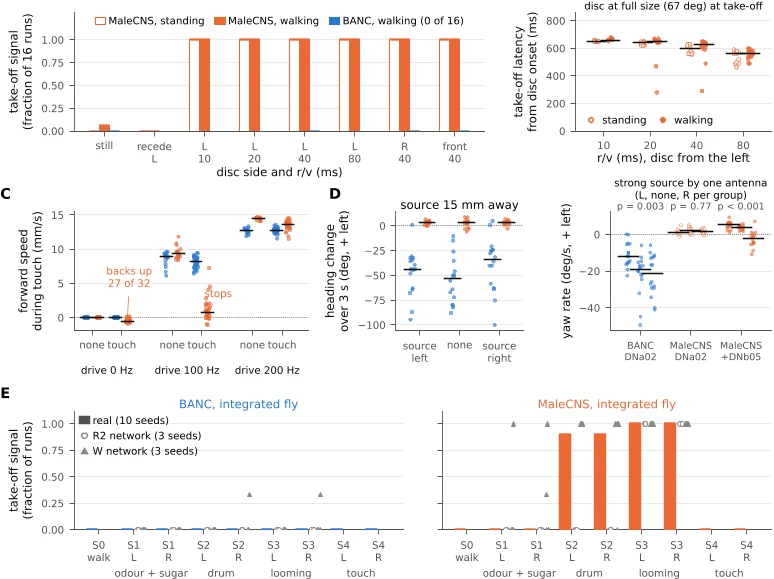 MaleCNS, standing
MaleCNS, walking
BANC, walking (0 of 16)
take-off signal
(fraction of 16 runs)
1.00
0.75
0.50
0.25
0.00
still
recede
L
L
10
L
20
L
40
L
80
R
40
front
40
disc side and r/v (ms)
disc at full size (67 deg) at take-off
take-off latency
from disc onset (ms)
800
600
400
200
0
standing
walking
10
20
40
80
r/v (ms), disc from the left
C
forward speed
during touch (mm/s)
15
10
5
0
backs up
27 of 32
stops
none touch
none touch
none touch
drive 0 Hz
drive 100 Hz
drive 200 Hz
D
source 15 mm away
heading change
over 3 s (deg, + left)
0
−25
−50
−75
−100
source
left
none
source
right
strong source by one antenna
(L, none, R per group)
p = 0.003
p = 0.77
p < 0.001
yaw rate (deg/s, + left)
0
−20
−40
BANC
DNa02
MaleCNS
DNa02
MaleCNS
+DNb05
E
BANC, integrated fly
real (10 seeds)
R2 network (3 seeds)
W network (3 seeds)
take-off signal
(fraction of runs)
1.00
0.75
0.50
0.25
0.00
S0
walk
S1
L
S1
R
S2
L
S2
R
S3
L
S3
R
S4
L
S4
R
odour + sugar
drum
looming
touch
MaleCNS, integrated fly
S0
walk
S1
L
S1
R
S2
L
S2
R
S3
L
S3
R
S4
L
S4
R
odour + sugar
drum
looming
touch